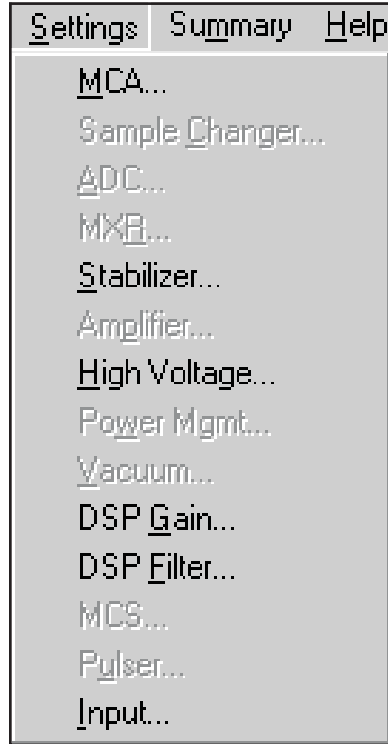 Settings Summary Help
MCA...
Sample Changer...
ADC...
MXR...
Stabilizer...
Amplifier...
High Voltage...
Power Mgmt...
Vacuum...
DSP Gain...
DSP Filter...
MCS...
Pulser...
Input...